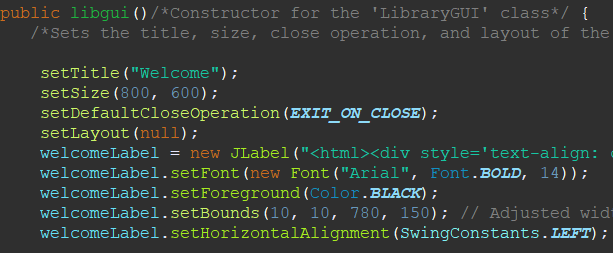 public libgui()/*Constructor for the 'LibraryGUI' class*/ {
/*Sets the title, size, close operation, and layout of the
setTitle("Welcome");
setSize(800, 600);
setDefaultCloseOperation(EXIT_ON_CLOSE);
setLayout(null);
welcomeLabel = new JLabel("<html><div style='text-align:
welcomeLabel.setFont(new Font("Arial", Font.BOLD, 14));
welcomeLabel.setForeground(Color.BLACK);
welcomeLabel.setBounds(10, 10, 780, 150); // Adjusted
welcomeLabel.setHorizontalAlignment(SwingConstants.LEFT);